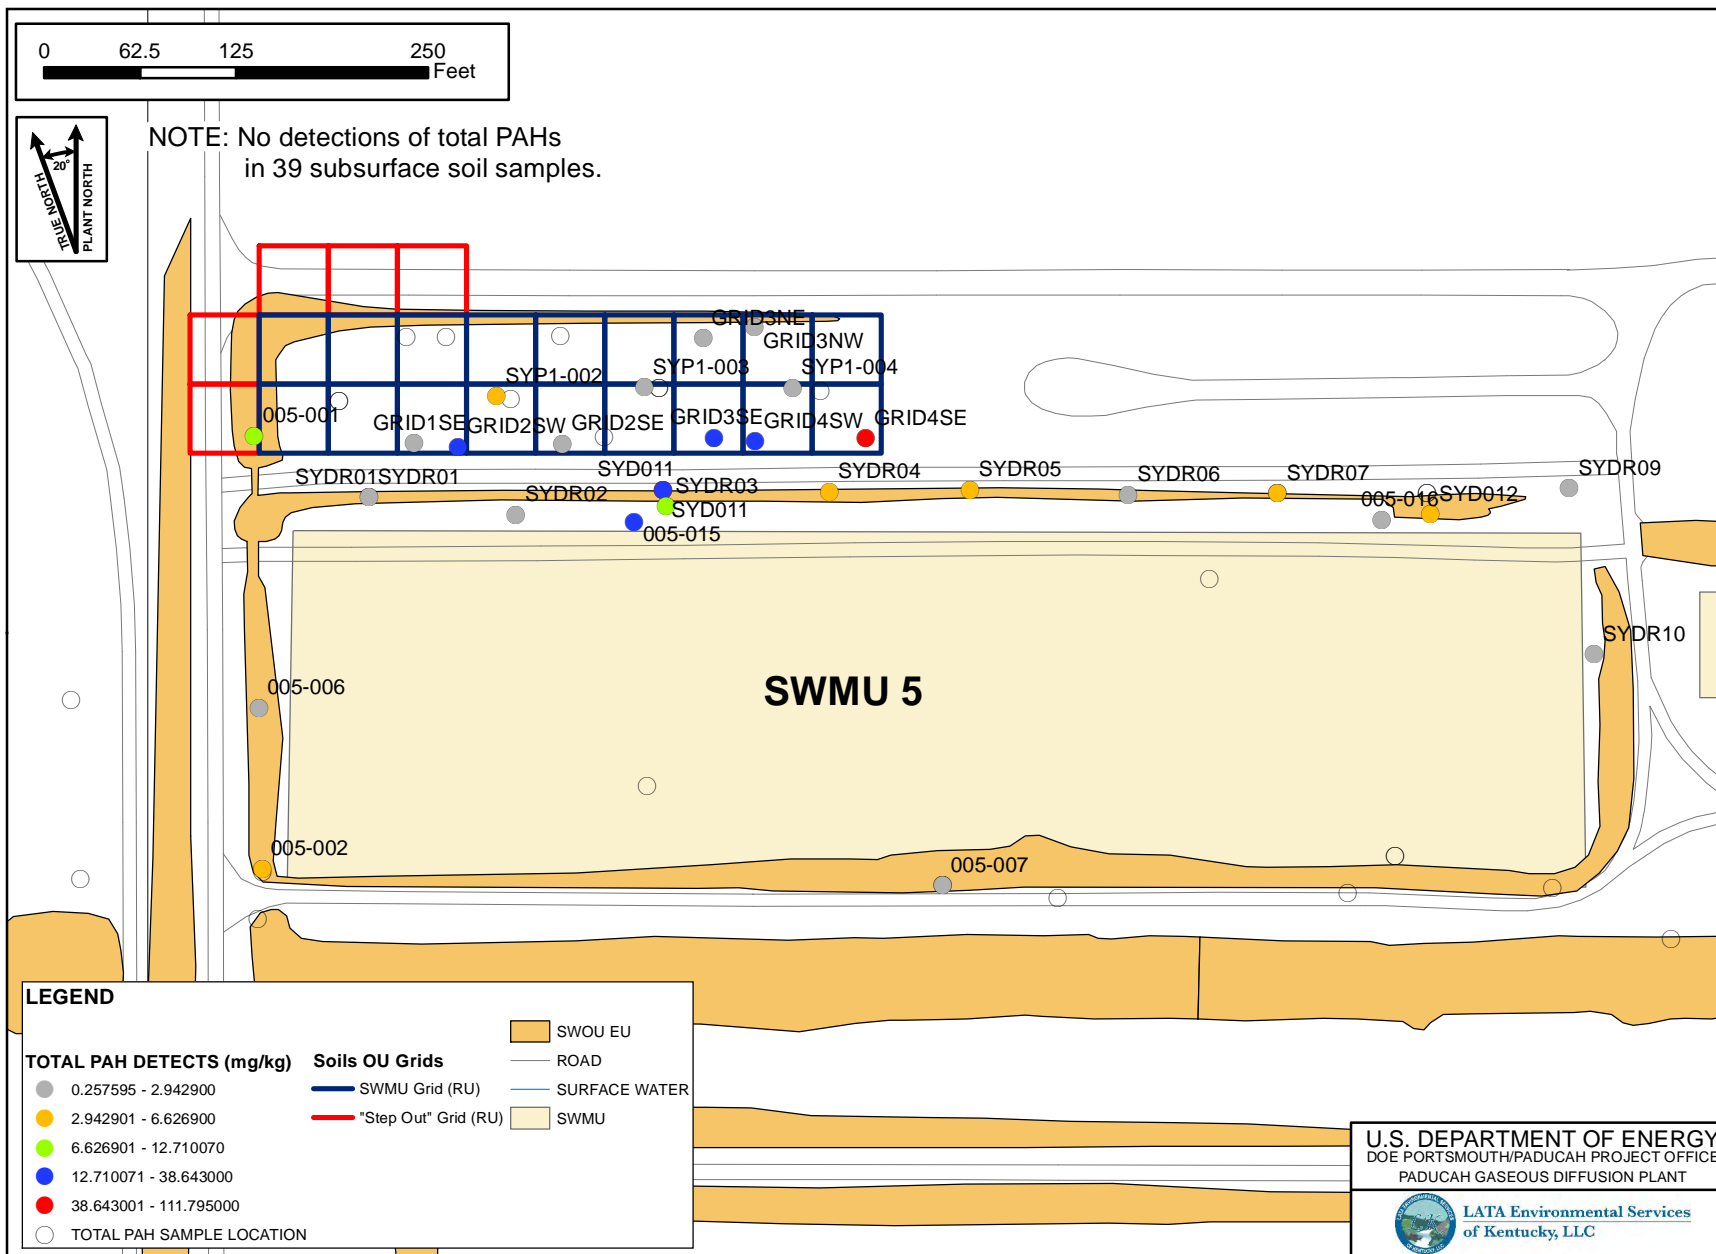 0 62.5 125 250
Feet
NOTE: No detections of total PAHs
in 39 subsurface soil samples.
20°
TRUE NORTH
PLANT NORTH
GRID3NE
GRID3NW
SYP1-002
SYP1-003
SYP1-004
005-001
GRID1SE
GRID2SW
GRID2SE
GRID3SE
GRID4SW
GRID4SE
SYDR01
SYDR01
SYDR02
SYD011
SYDR03
SYD011
005-015
SYDR04
SYDR05
SYDR06
SYDR07
005-016
SYD012
SYDR09
SYDR10
005-006
SWMU 5
005-002
005-007
LEGEND
TOTAL PAH DETECTS (mg/kg)
0.257595 - 2.942900
2.942901 - 6.626900
6.626901 - 12.710070
12.710071 - 38.643000
38.643001 - 111.795000
TOTAL PAH SAMPLE LOCATION
Soils OU Grids
SWMU Grid (RU)
"Step Out" Grid (RU)
SWOU EU
ROAD
SURFACE WATER
SWMU
U.S. DEPARTMENT OF ENERGY
DOE PORTSMOUTH/PADUCAH PROJECT OFFICE
PADUCAH GASEOUS DIFFUSION PLANT
LATA Environmental Services
of Kentucky, LLC